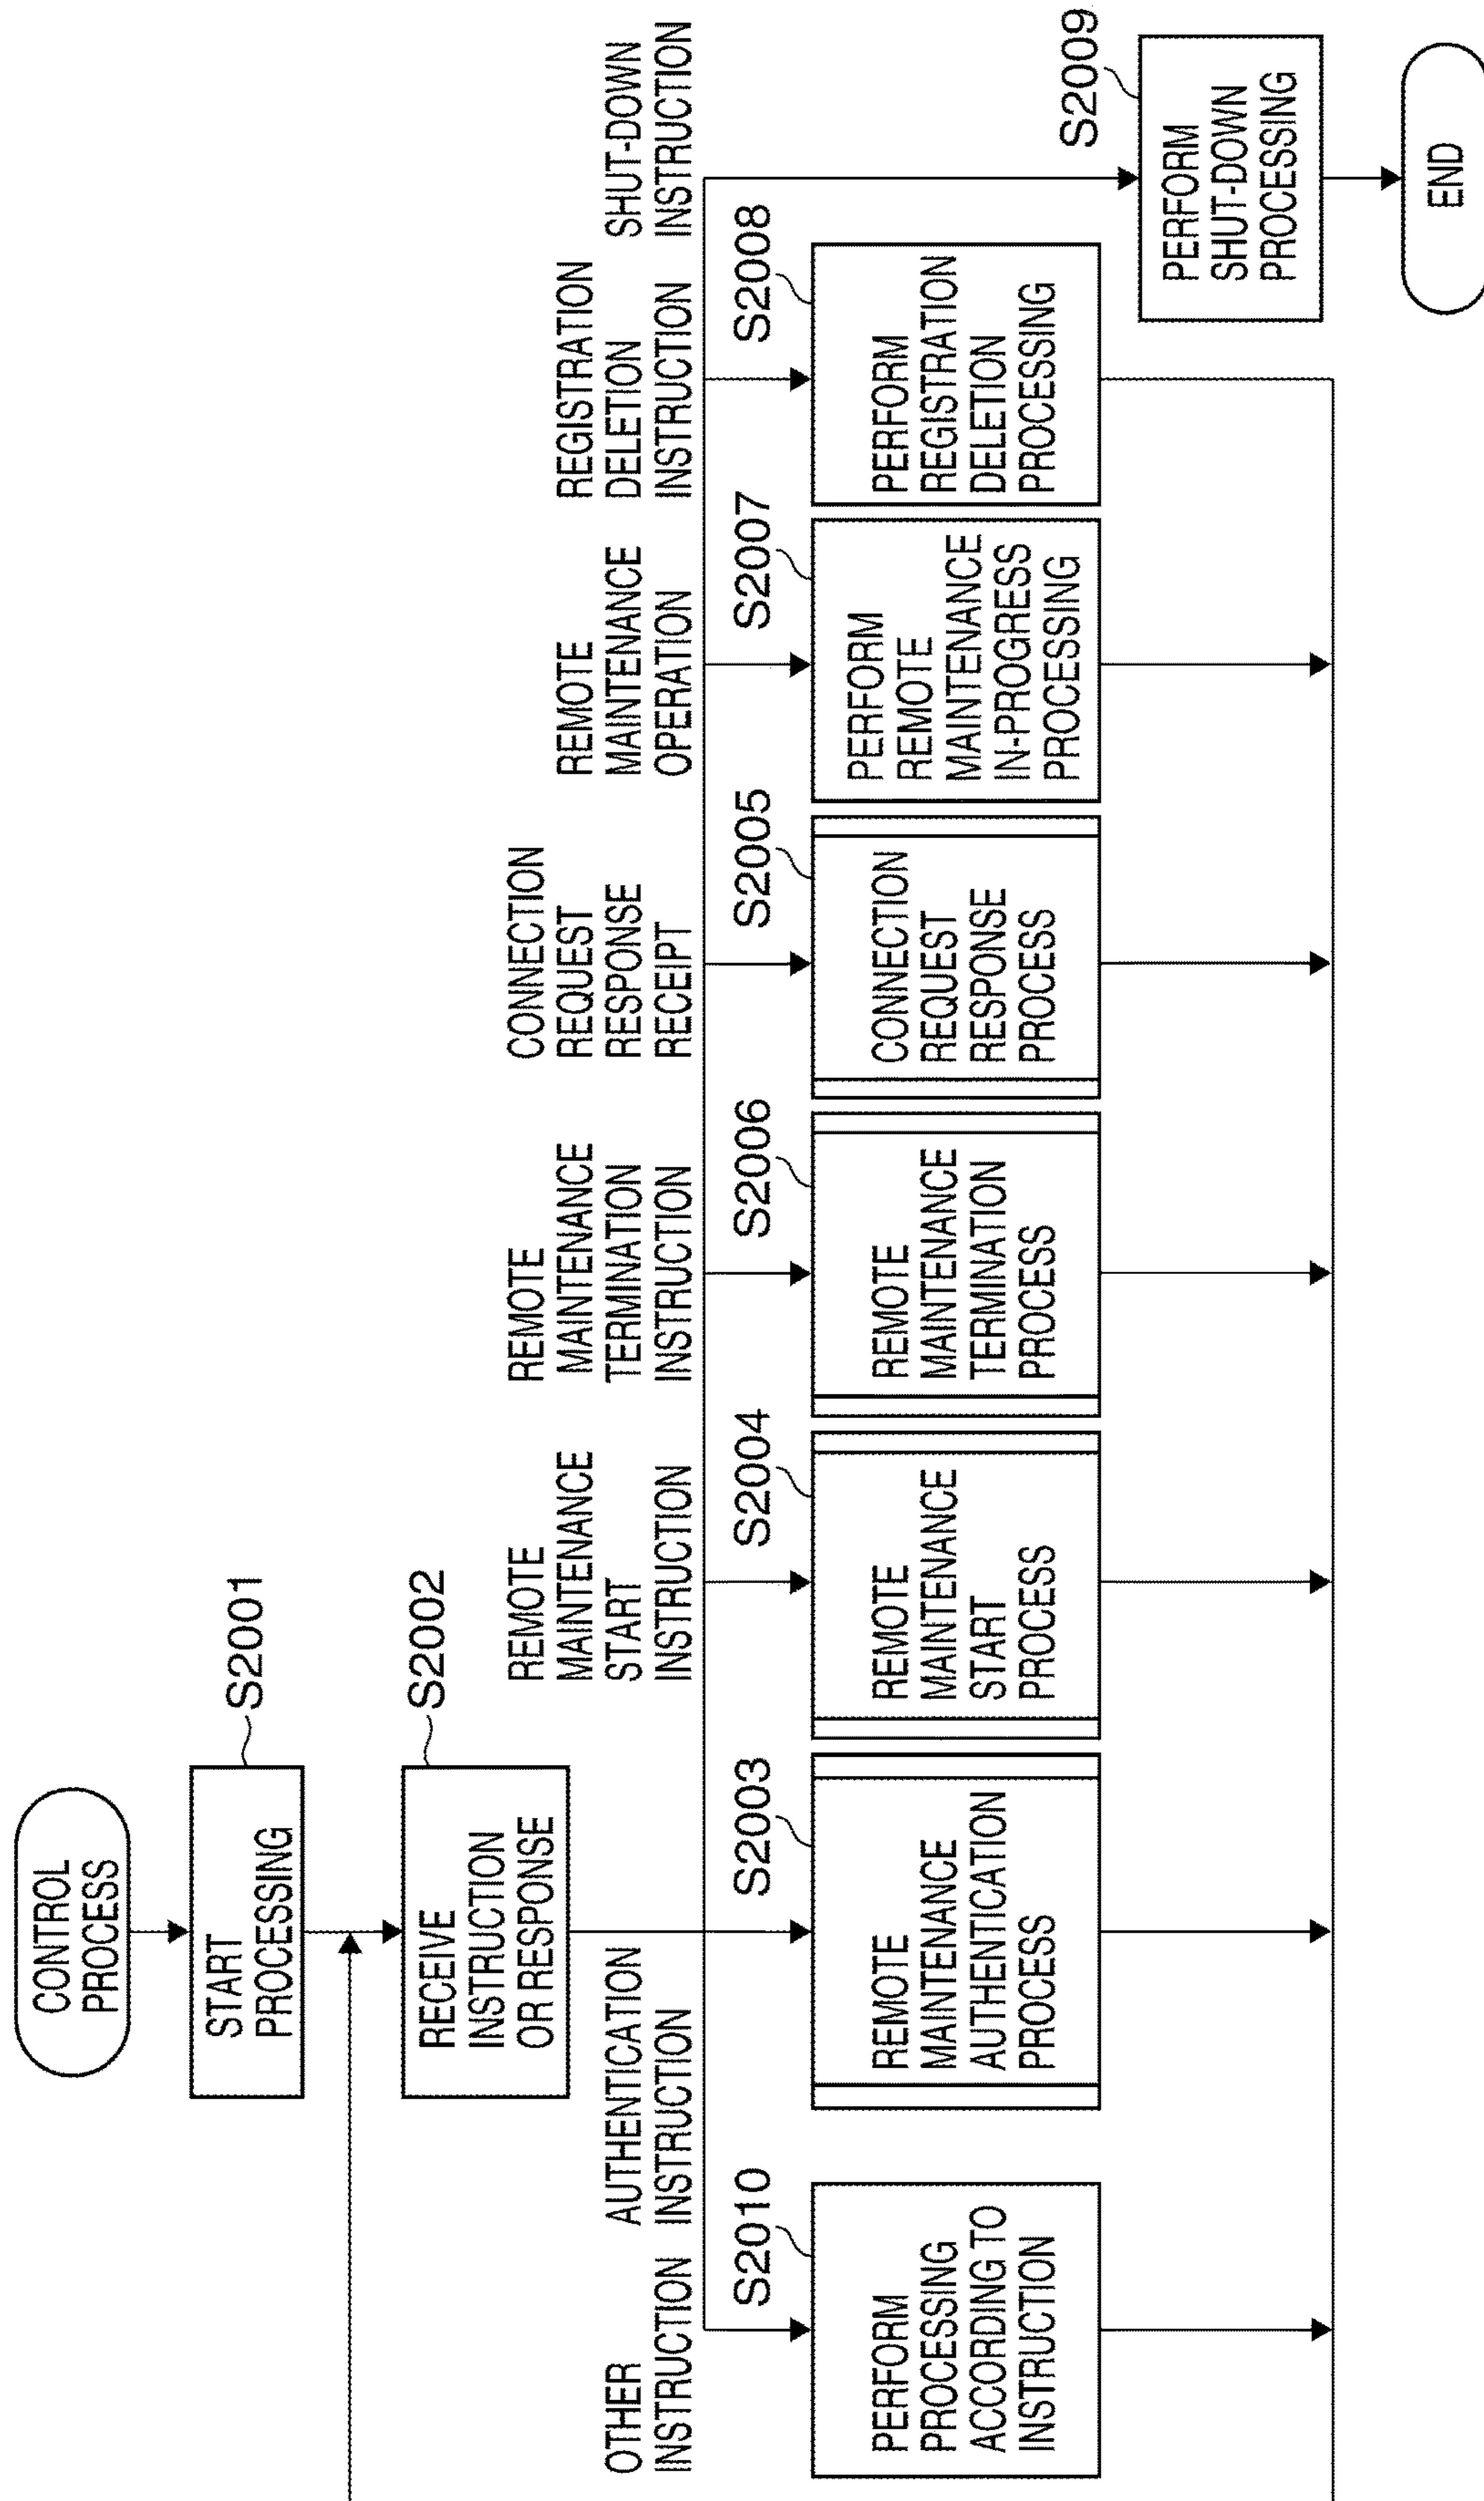 CONTROL
PROCESS
START
PROCESSING
S2001
RECEIVE
INSTRUCTION
OR RESPONSE
S2002
OTHER
INSTRUCTION
AUTHENTICATION
INSTRUCTION
REMOTE
MAINTENANCE
START
INSTRUCTION
REMOTE
MAINTENANCE
TERMINATION
INSTRUCTION
CONNECTION
REQUEST
RESPONSE
RECEIPT
REMOTE
MAINTENANCE
OPERATION
REGISTRATION
DELETION
INSTRUCTION
SHUT-DOWN
INSTRUCTION
S2010
PERFORM
PROCESSING
ACCORDING TO
INSTRUCTION
S2003
REMOTE
MAINTENANCE
AUTHENTICATION
PROCESS
S2004
REMOTE
MAINTENANCE
START
PROCESS
S2006
REMOTE
MAINTENANCE
TERMINATION
PROCESS
S2005
CONNECTION
REQUEST
RESPONSE
PROCESS
S2007
PERFORM
REMOTE
MAINTENANCE
IN-PROGRESS
PROCESSING
S2008
PERFORM
REGISTRATION
DELETION
PROCESSING
S2009
PERFORM
SHUT-DOWN
PROCESSING
END